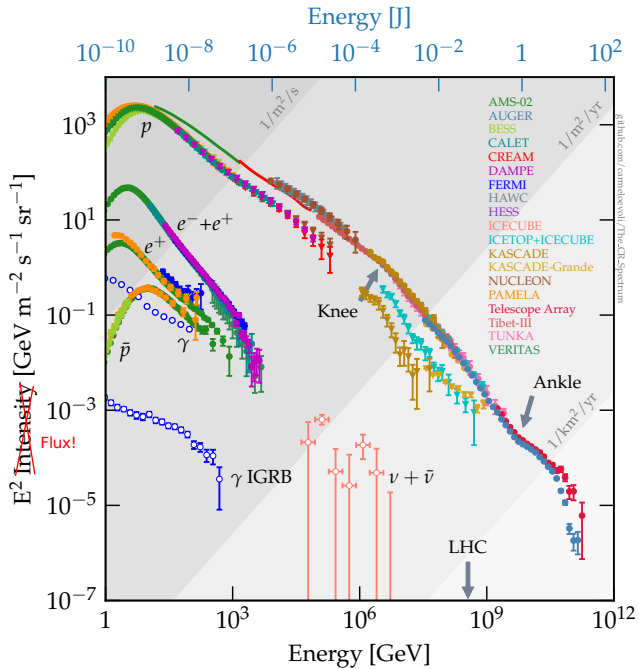 Energy [J]
10⁻¹⁰ 10⁻⁸ 10⁻⁶ 10⁻⁴ 10⁻² 1 10²
10³
10
10⁻¹
10⁻³
10⁻⁵
10⁻⁷
E² Intensity [GeV m⁻² s⁻¹ sr⁻¹]
Flux!
1/m²/s
1/m²/yr
1/km²/yr
p
e⁻+e⁺
e⁺
p̄
γ
γ IGRB
ν + ν̄
Knee
Ankle
LHC
AMS-02
AUGER
BESS
CALET
CREAM
DAMPE
FERMI
HAWC
HESS
ICECUBE
ICETOP+ICECUBE
KASCADE
KASCADE-Grande
NUCLEON
PAMELA
Telescope Array
Tibet-III
TUNKA
VERITAS
github.com/carmeloevoli/The_CR_Spectrum
1 10³ 10⁶ 10⁹ 10¹²
Energy [GeV]